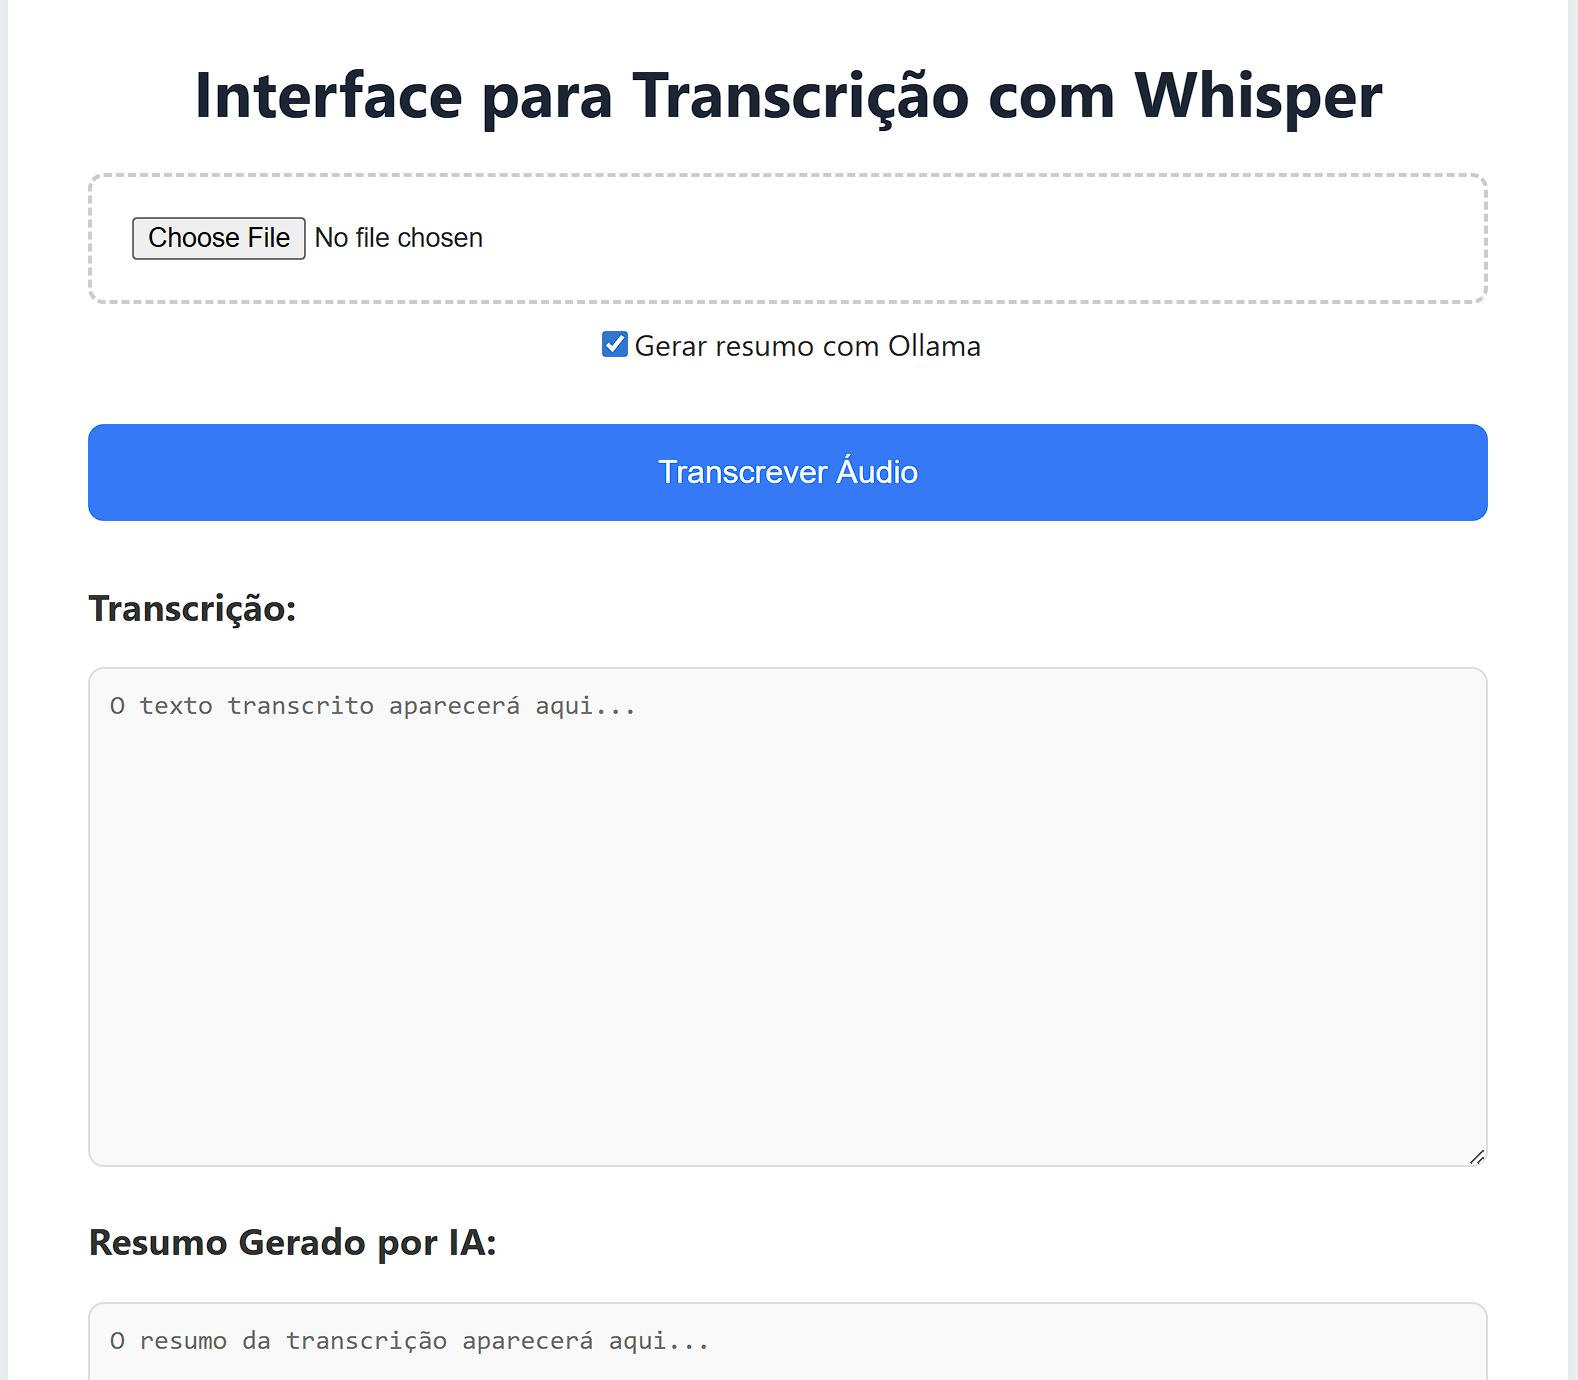 Interface para Transcrição com Whisper
Choose File No file chosen
Gerar resumo com Ollama
Transcrever Áudio
Transcrição:
O texto transcrito aparecerá aqui...
Resumo Gerado por IA:
O resumo da transcrição aparecerá aqui...